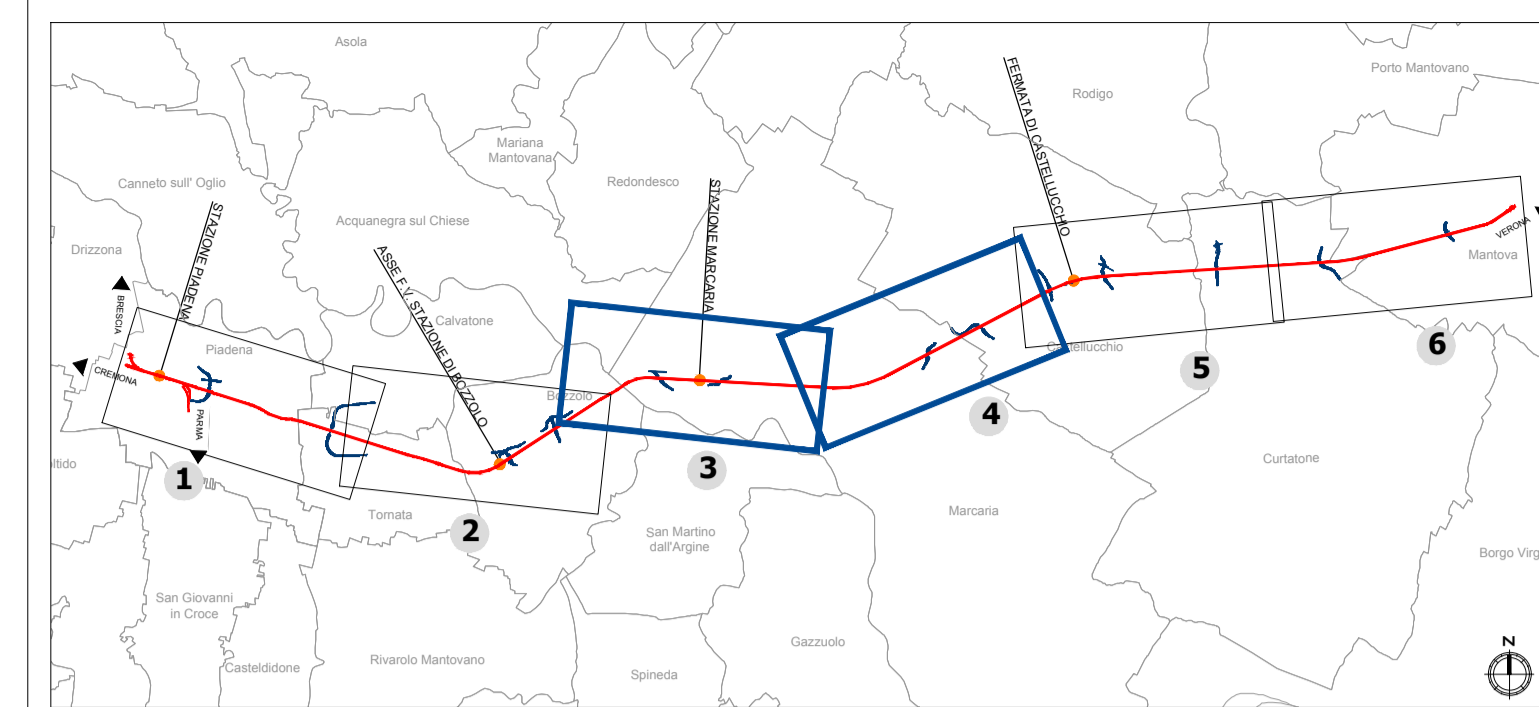 Asola
Porto Mantovano
Rodigo
FERMATA DI CASTELLUCCHIO
Mariana
Mantovana
Canneto sull' Oglio
Redondesco
STAZIONE MARCARIA
STAZIONE PIADENA
Acquanegra sul Chiese
Drizzona
ASSE F.V. STAZIONE DI BOZZOLO
VERONA
Mantova
BRESCIA
Calvatone
Piadena
Castellucchio
6
CREMONA
5
Bozzolo
PARMA
4
Curtatone
1
3
Marcaria
Tornata
2
San Martino
dall'Argine
Borgo Virg
San Giovanni
in Croce
Gazzuolo
N
Casteldidone
Rivarolo Mantovano
Spineda